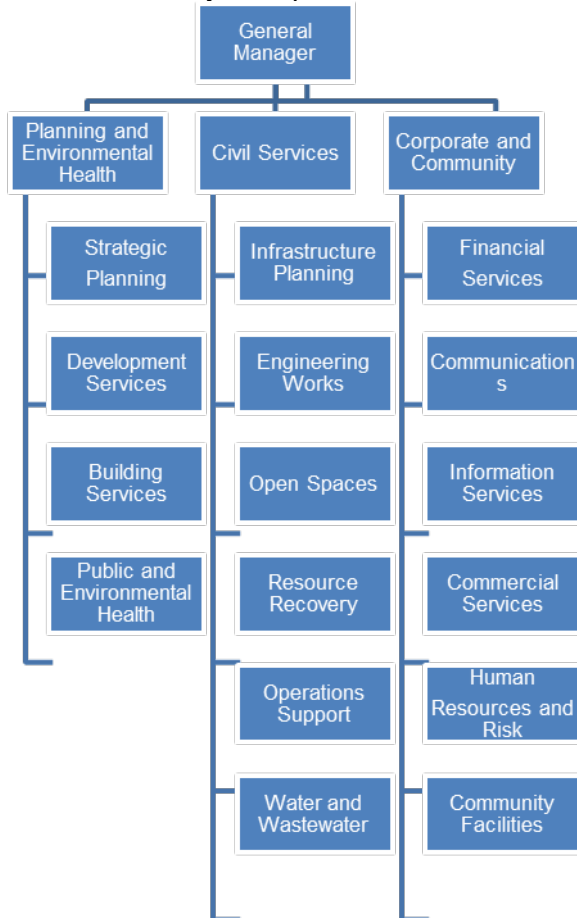 General
Manager
Planning and
Environmental
Health
Civil Services
Corporate and
Community
Strategic
Planning
Development
Services
Building
Services
Public and
Environmental
Health
Infrastructure
Planning
Engineering
Works
Open Spaces
Resource
Recovery
Operations
Support
Water and
Wastewater
Financial
Services
Communication
s
Information
Services
Commercial
Services
Human
Resources and
Risk
Community
Facilities